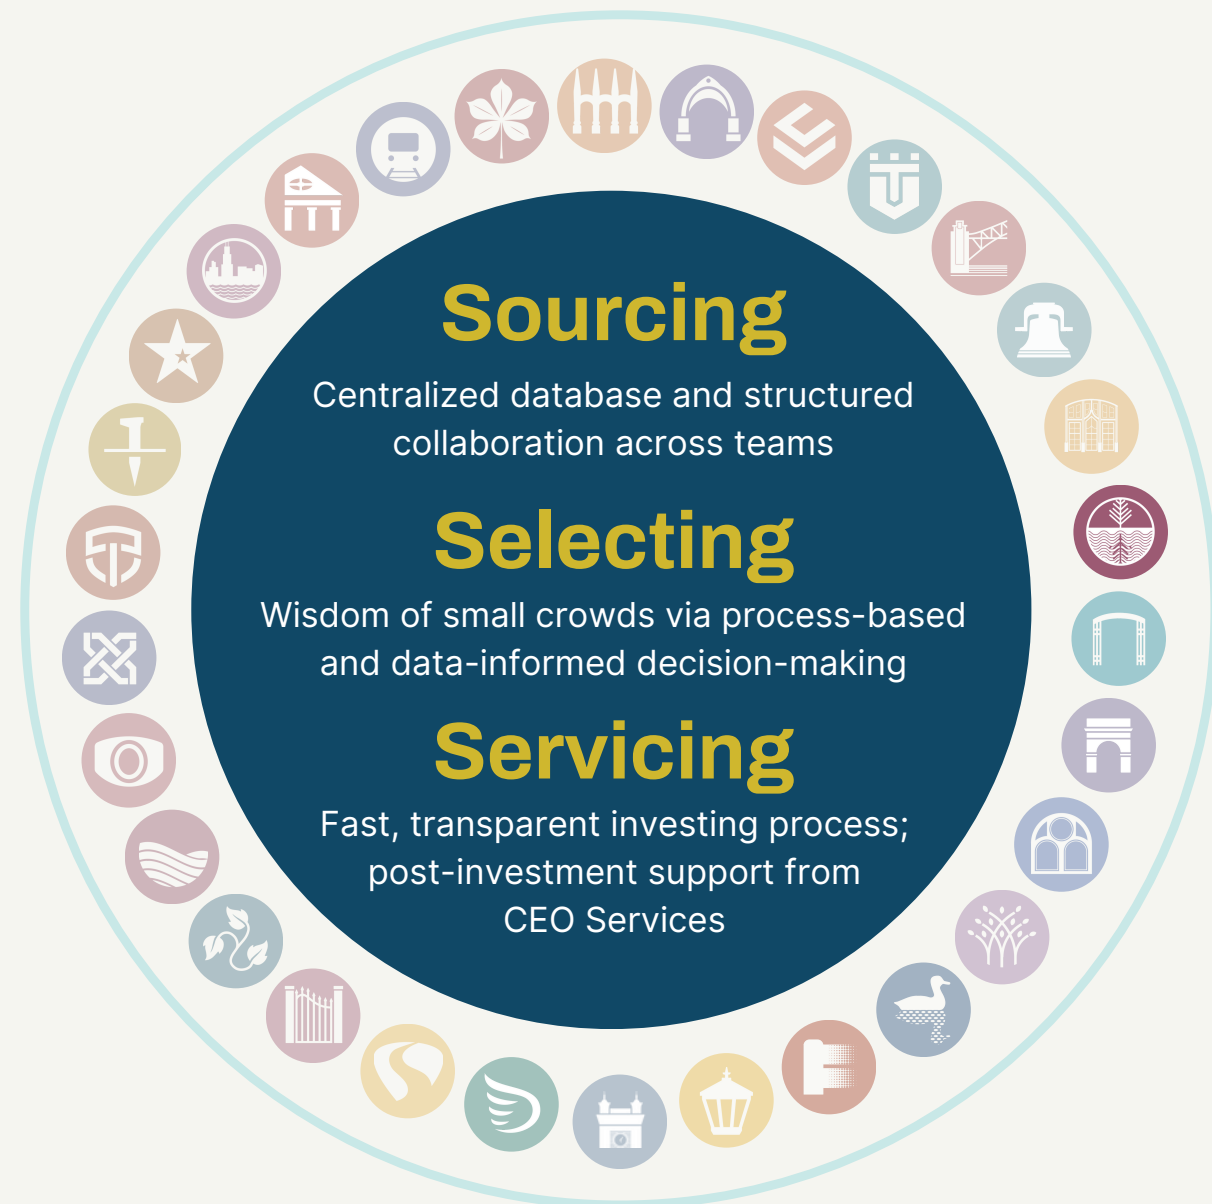 Sourcing
Centralized database and structured
collaboration across teams
Selecting
Wisdom of small crowds via process-based
and data-informed decision-making
Servicing
Fast, transparent investing process;
post-investment support from
CEO Services